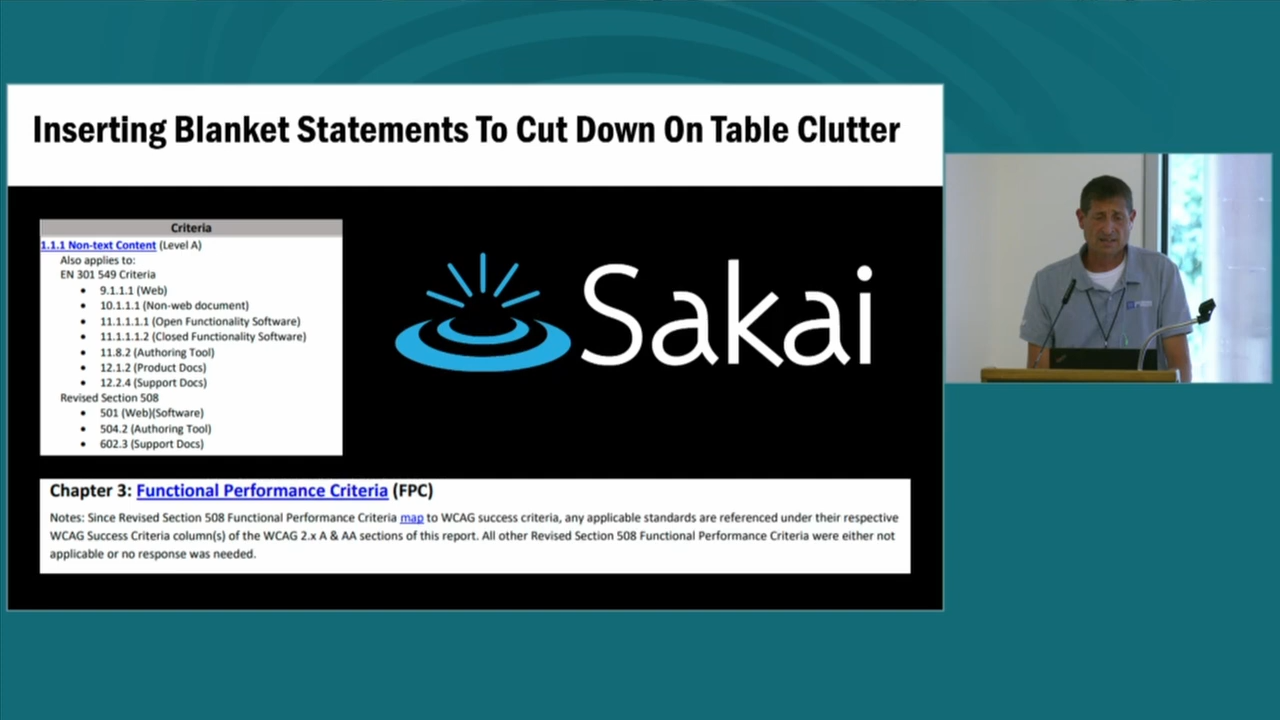 Inserting Blanket Statements To Cut Down On Table Clutter
Criteria
1.1.1 Non-text Content (Level A)
Also applies to:
EN 301 549 Criteria
• 9.1.1.1 (Web)
• 10.1.1.1 (Non-web document)
• 11.1.1.1.1 (Open Functionality Software)
• 11.1.1.1.2 (Closed Functionality Software)
• 11.8.2 (Authoring Tool)
• 12.1.2 (Product Docs)
• 12.2.4 (Support Docs)
Revised Section 508
• 501 (Web)(Software)
• 504.2 (Authoring Tool)
• 602.3 (Support Docs)
Sakai
Chapter 3: Functional Performance Criteria (FPC)
Notes: Since Revised Section 508 Functional Performance Criteria map to WCAG success criteria, any applicable standards are referenced under their respective
WCAG Success Criteria column(s) of the WCAG 2.x A & AA sections of this report. All other Revised Section 508 Functional Performance Criteria were either not
applicable or no response was needed.